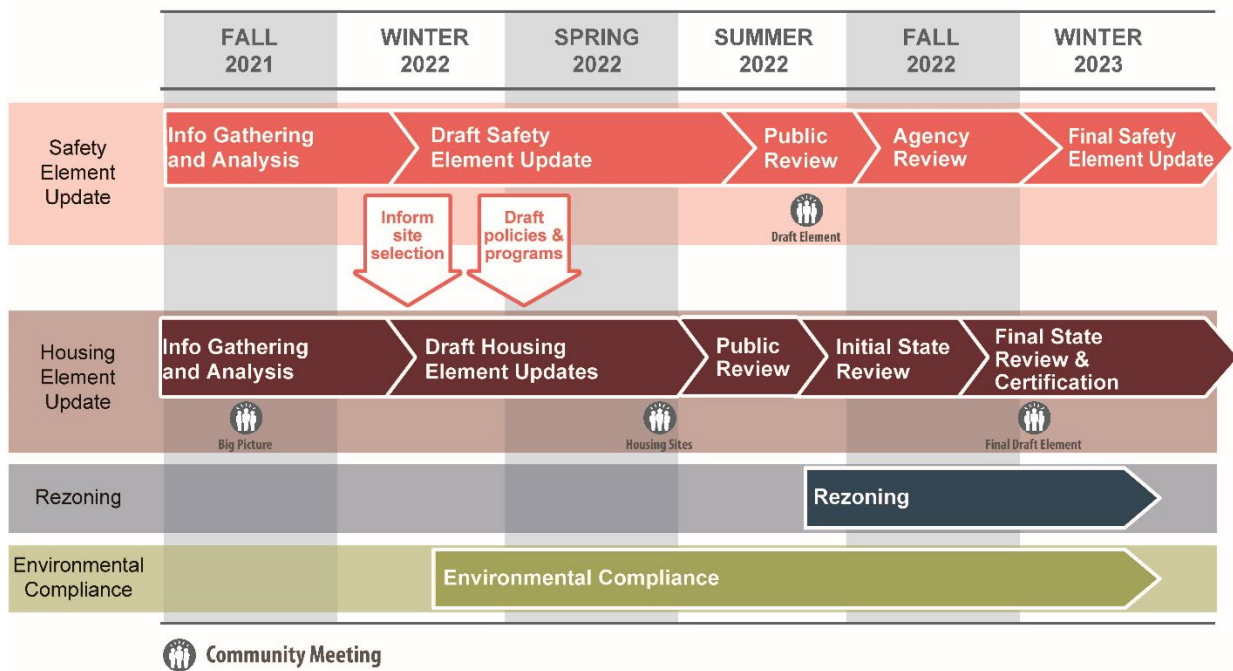 FALL
2021
WINTER
2022
SPRING
2022
SUMMER
2022
FALL
2022
WINTER
2023
Safety
Element
Update
Info Gathering
and Analysis
Draft Safety
Element Update
Public
Review
Agency
Review
Final Safety
Element Update
Inform
site
selection
Draft
policies &
programs
Draft Element
Housing
Element
Update
Info Gathering
and Analysis
Draft Housing
Element Updates
Public
Review
Initial State
Review
Final State
Review &
Certification
Big Picture
Housing Sites
Final Draft Element
Rezoning
Rezoning
Environmental
Compliance
Environmental Compliance
Community Meeting